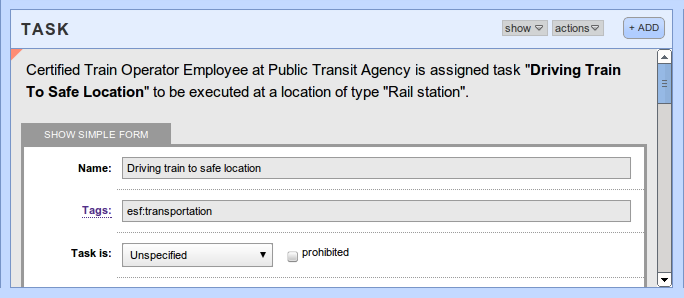 TASK
show actions + ADD
Certified Train Operator Employee at Public Transit Agency is assigned task "Driving Train
To Safe Location" to be executed at a location of type "Rail station".
SHOW SIMPLE FORM
Name: Driving train to safe location
Tags: esf:transportation
Task is: Unspecified prohibited